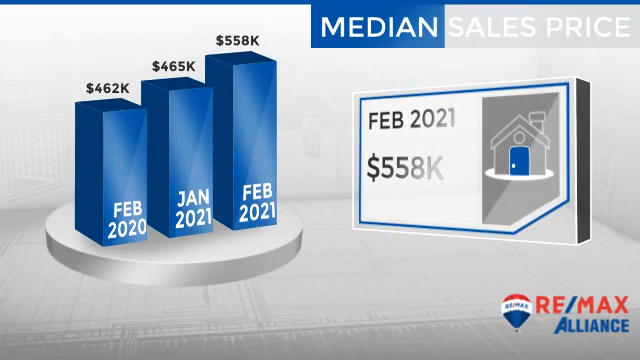 MEDIAN SALES PRICE
$558K
$465K
$462K
FEB
2020
JAN
2021
FEB
2021
FEB 2021
$558K
RE/MAX
RE/MAX
ALLIANCE